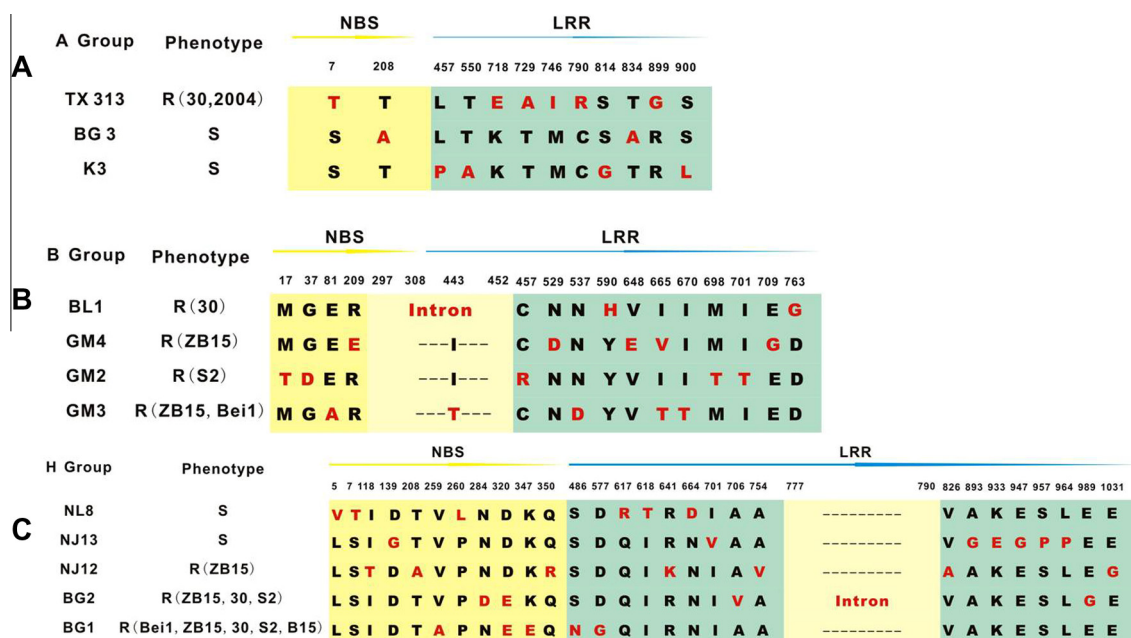 NBS LRR
A Group Phenotype
7 208 457 550 718 729 746 790 814 834 899 900
A
TX 313 R(30,2004) T T L T E A I R S T G S
BG 3 S S A L T K T M C S A R S
K3 S S T P A K T M C G T R L
NBS LRR
B Group Phenotype
17 37 81 209 297 308 443 452 457 529 537 590 648 665 670 698 701 709 763
B
BL1 R(30) M G E R Intron C N N H V I I M I E G
GM4 R(ZB15) M G E E ---I--- C D N Y E V I M I G D
GM2 R(S2) T D E R ---I--- R N N Y V I I T T E D
GM3 R(ZB15, Bei1) M G A R ---T--- C N D Y V T T M I E D
NBS LRR
H Group Phenotype
5 7 118 139 208 259 260 284 320 347 350 486 577 617 618 641 664 701 706 754 777 790 826 893 933 947 957 964 989 1031
C
NL8 S V T I D T V L N D K Q S D R T R D I A A --------- V A K E S L E E
NJ13 S L S I G T V P N D K Q S D Q I R N V A A --------- V G E G P P E E
NJ12 R(ZB15) L S T D A V P N D K R S D Q I K N I A V --------- A A K E S L E G
BG2 R(ZB15, 30, S2) L S I D T V P D E K Q S D Q I R N I V A Intron V A K E S L G E
BG1 R(Bei1, ZB15, 30, S2, B15) L S I D T A P N E E Q N G Q I R N I A A --------- V A K E S L E E